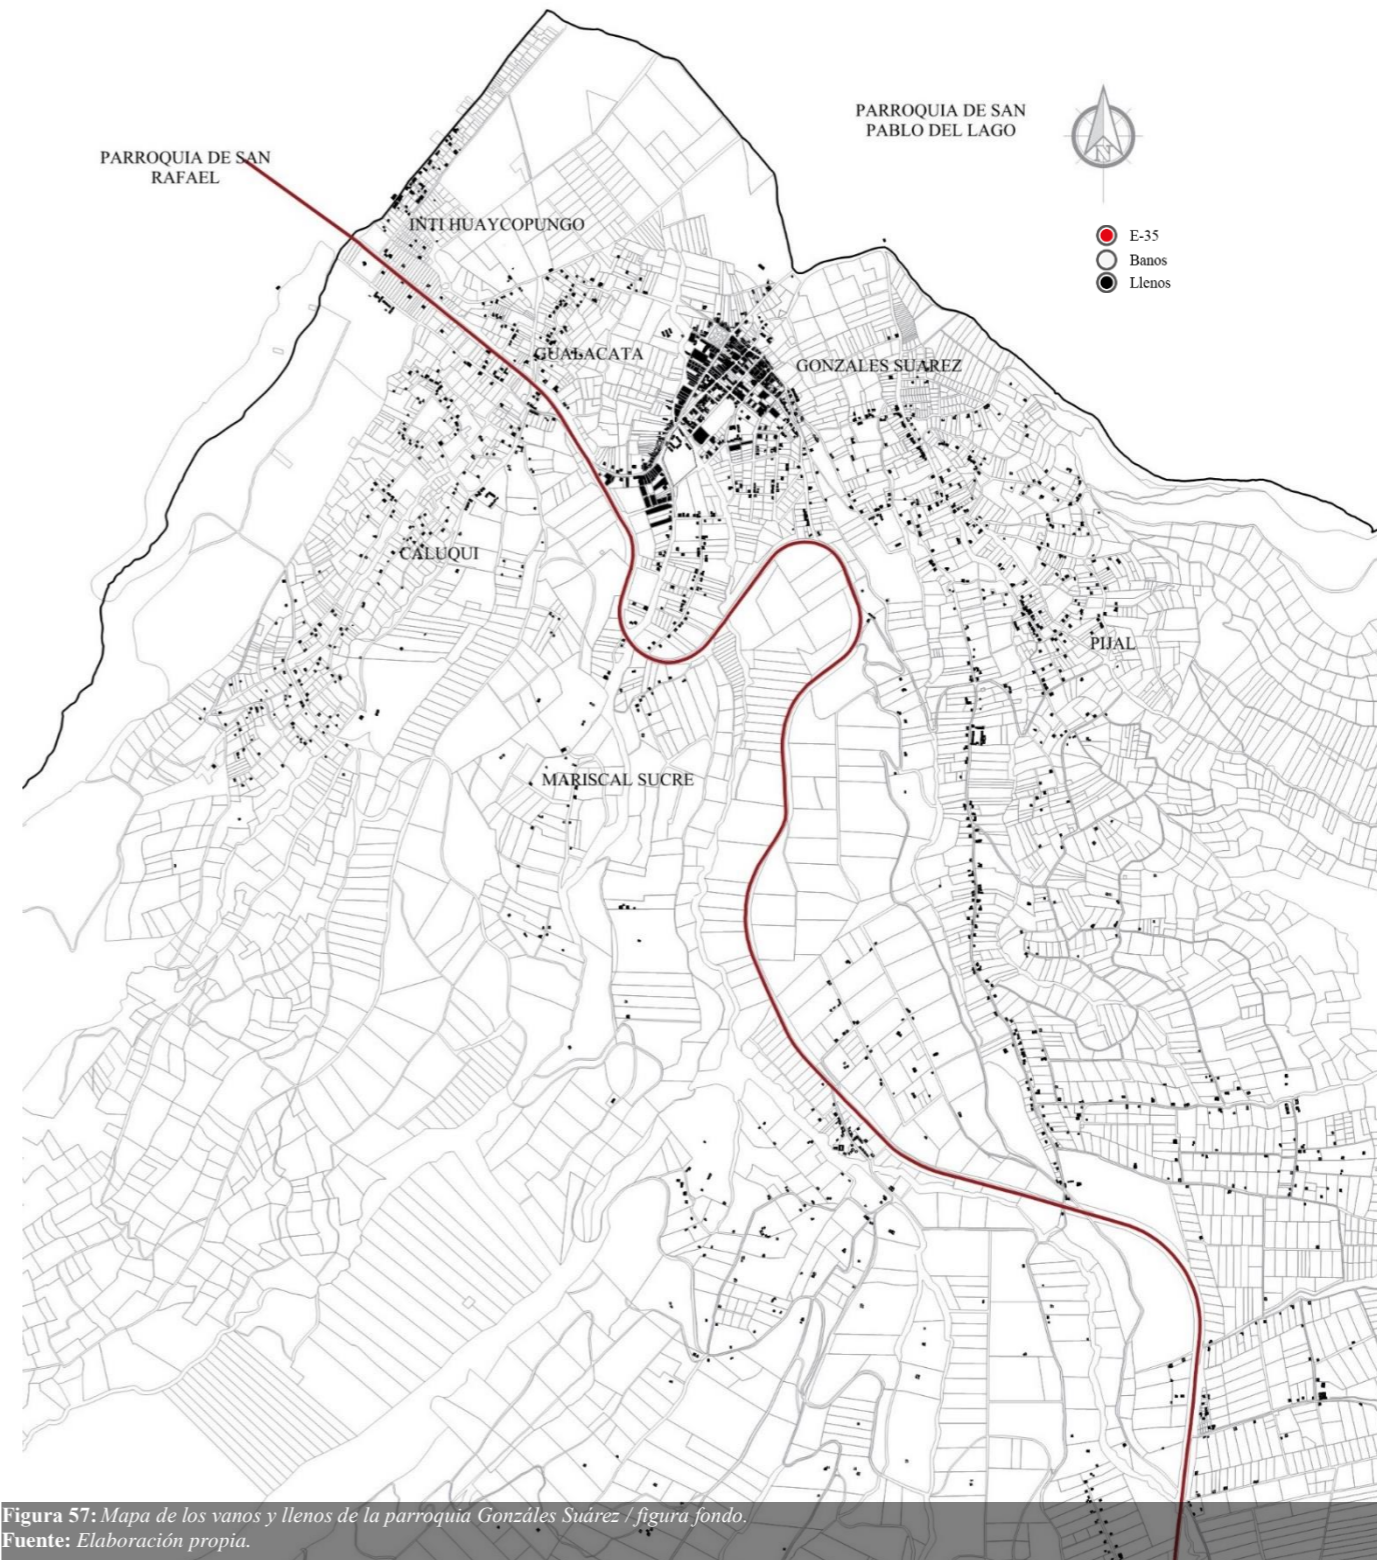 PARROQUIA DE SAN
PABLO DEL LAGO
PARROQUIA DE SAN
RAFAEL
N
INTI HUAYCOPUNGO
E-35
Banos
Llenos
GUALACATA
GONZALES SUAREZ
CALUQUI
PIJAL
MARISCAL SUCRE
Figura 57: Mapa de los vanos y llenos de la parroquia Gonzáles Suárez / figura fondo.
Fuente: Elaboración propia.